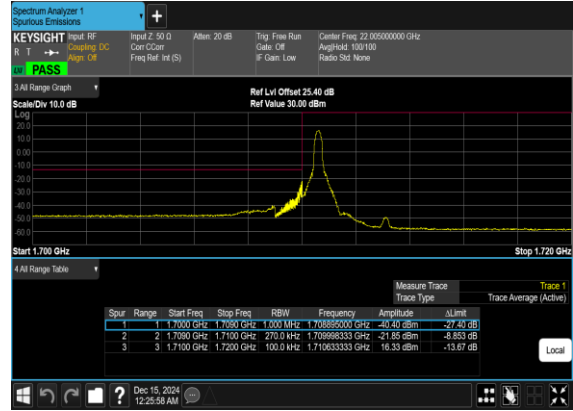 Spectrum Analyzer 1
Spurious Emissions
KEYSIGHT Input: RF Input Z: 50 Ω Atten: 20 dB Trig: Free Run Center Freq: 22.005000000 GHz
R T Coupling: DC Corr CCorr Gate: Off Avg|Hold: 100/100
Align: Off Freq Ref: Int (S) IF Gain: Low Radio Std: None
PASS
3 All Range Graph
Ref Lvl Offset 25.40 dB
Scale/Div 10.0 dB Ref Value 30.00 dBm
Log
20.0
10.0
0.00
-10.0
-20.0
-30.0
-40.0
-50.0
-60.0
Start 1.700 GHz Stop 1.720 GHz
4 All Range Table
Measure Trace Trace 1
Trace Type Trace Average (Active)
Spur Range Start Freq Stop Freq RBW Frequency Amplitude ΔLimit
1 1 1.7000 GHz 1.7090 GHz 1.000 MHz 1.708895000 GHz -40.40 dBm -27.40 dB
2 2 1.7090 GHz 1.7100 GHz 270.0 kHz 1.709998333 GHz -21.85 dBm -8.853 dB
3 3 1.7100 GHz 1.7200 GHz 100.0 kHz 1.710633333 GHz 16.33 dBm -13.67 dB
Local
? Dec 15, 2024
12:25:58 AM